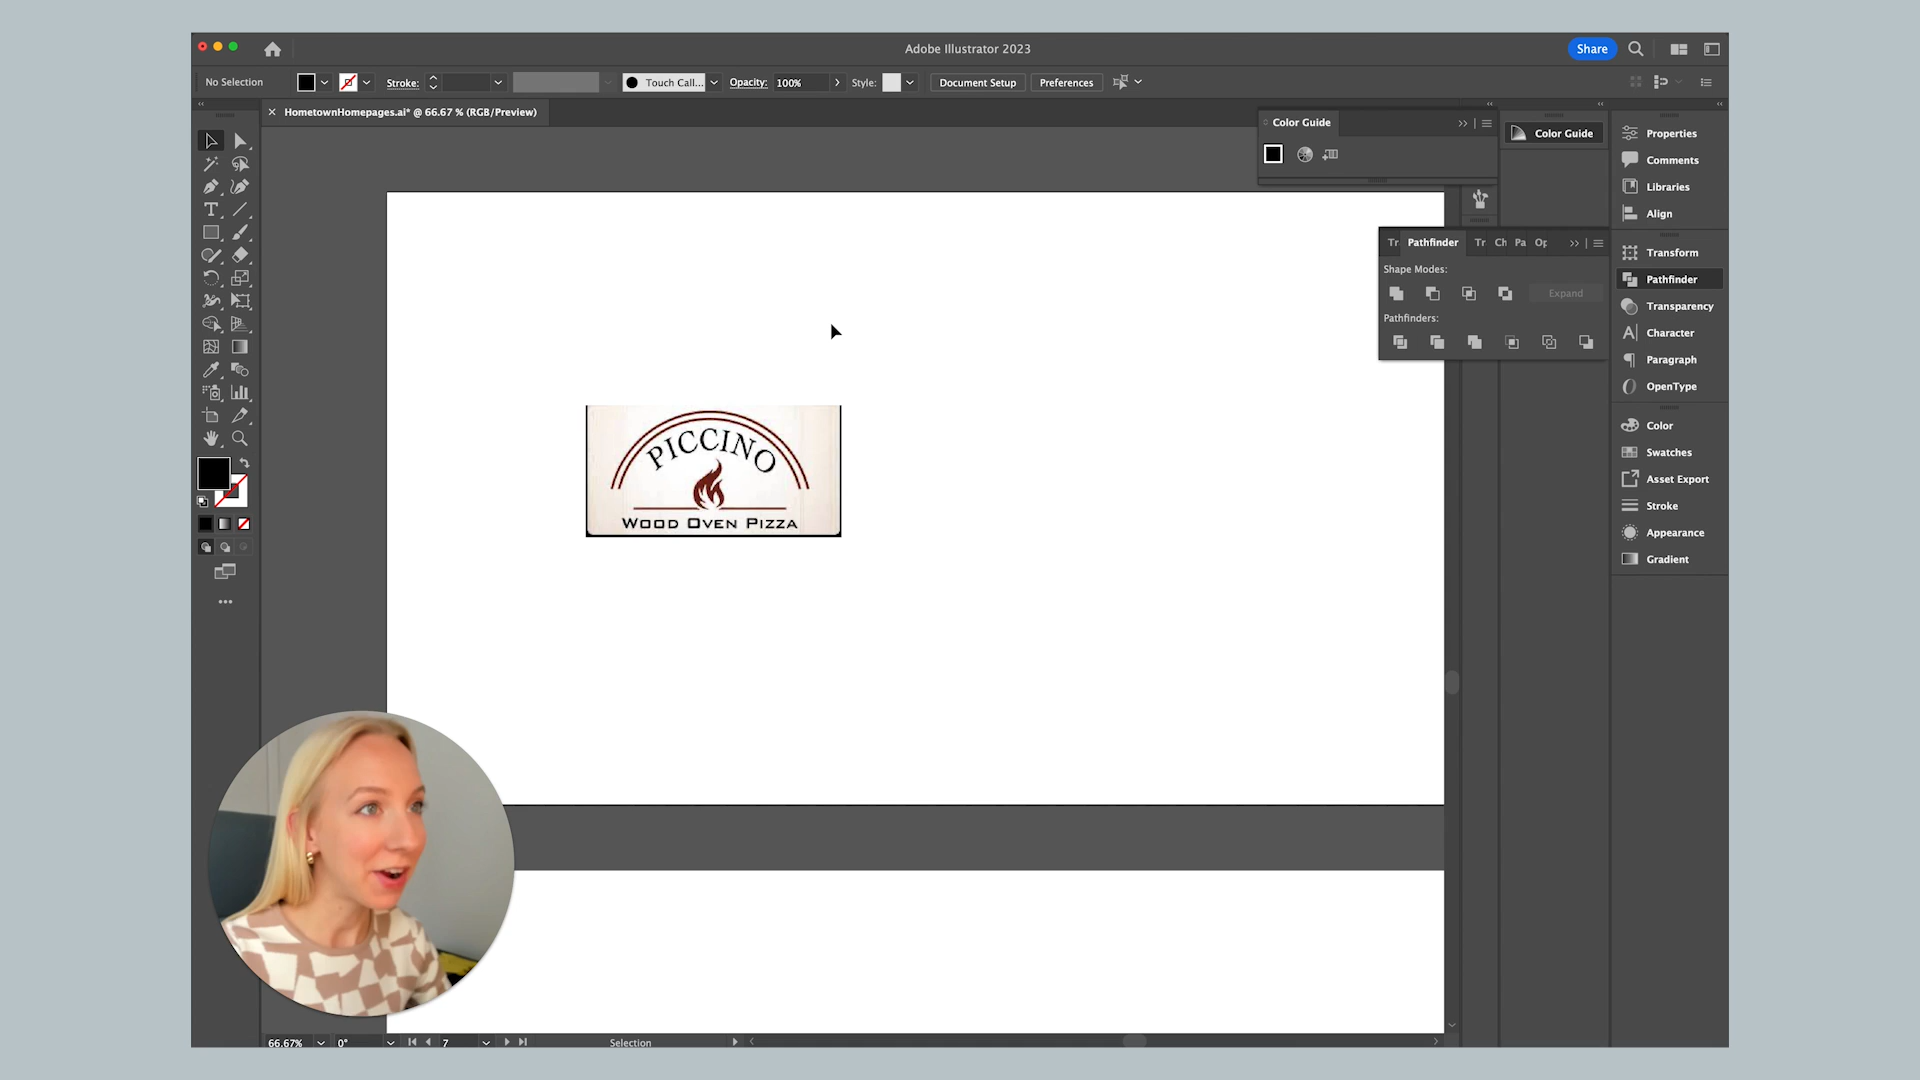 Adobe Illustrator 2023
Share
No Selection
Stroke:
Touch Call...
Opacity:
100%
Style:
Document Setup
Preferences
HometownHomepages.ai* @ 66.67 % (RGB/Preview)
Color Guide
Color Guide
Properties
Comments
Libraries
Align
Tr
Pathfinder
Tr
Ch
Pa
Op
Shape Modes:
Expand
Pathfinders:
Transform
Pathfinder
Transparency
Character
Paragraph
OpenType
Color
Swatches
Asset Export
Stroke
Appearance
Gradient
PICCINO
WOOD OVEN PIZZA
66.67%
0°
7
Selection